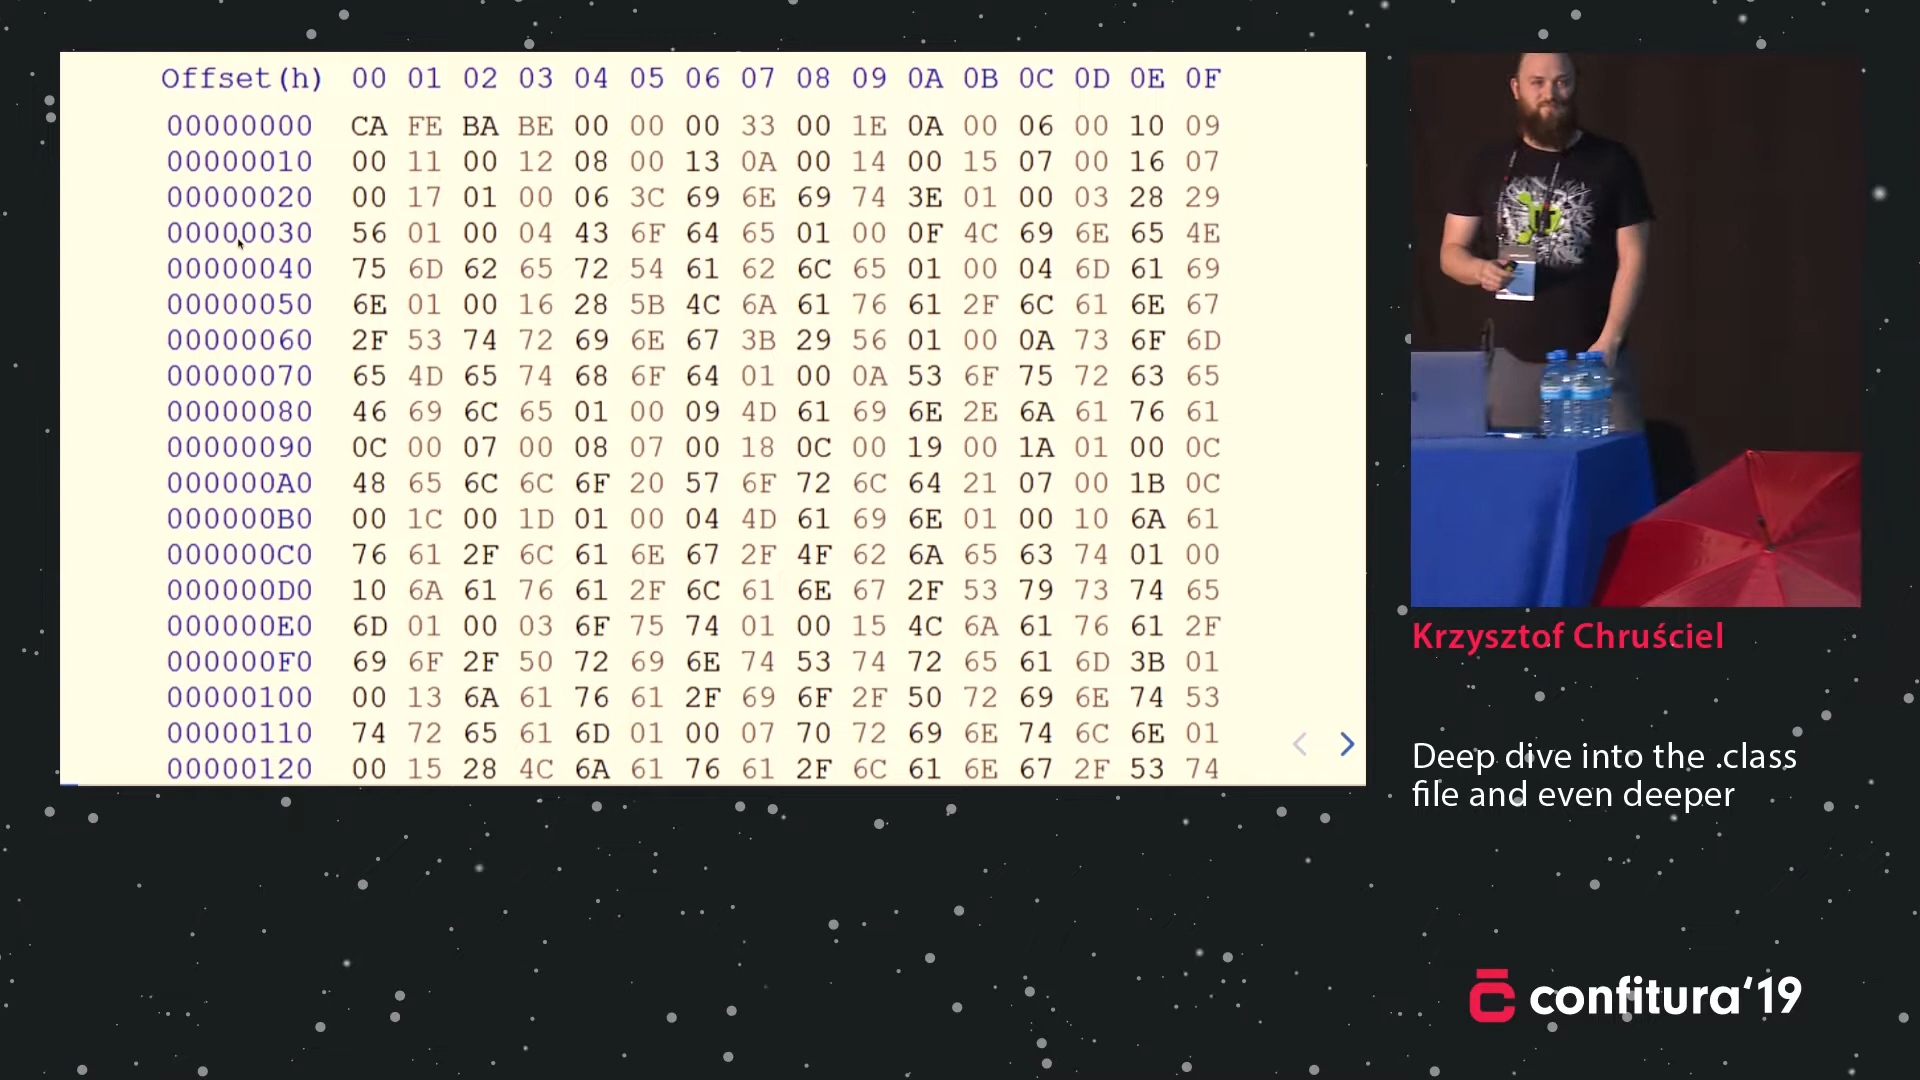 Offset(h) 00 01 02 03 04 05 06 07 08 09 0A 0B 0C 0D 0E 0F
00000000 CA FE BA BE 00 00 00 33 00 1E 0A 00 06 00 10 09
00000010 00 11 00 12 08 00 13 0A 00 14 00 15 07 00 16 07
00000020 00 17 01 00 06 3C 69 6E 69 74 3E 01 00 03 28 29
00000030 56 01 00 04 43 6F 64 65 01 00 0F 4C 69 6E 65 4E
00000040 75 6D 62 65 72 54 61 62 6C 65 01 00 04 6D 61 69
00000050 6E 01 00 16 28 5B 4C 6A 61 76 61 2F 6C 61 6E 67
00000060 2F 53 74 72 69 6E 67 3B 29 56 01 00 0A 73 6F 6D
00000070 65 4D 65 74 68 6F 64 01 00 0A 53 6F 75 72 63 65
00000080 46 69 6C 65 01 00 09 4D 61 69 6E 2E 6A 61 76 61
00000090 0C 00 07 00 08 07 00 18 0C 00 19 00 1A 01 00 0C
000000A0 48 65 6C 6C 6F 20 57 6F 72 6C 64 21 07 00 1B 0C
000000B0 00 1C 00 1D 01 00 04 4D 61 69 6E 01 00 10 6A 61
000000C0 76 61 2F 6C 61 6E 67 2F 4F 62 6A 65 63 74 01 00
000000D0 10 6A 61 76 61 2F 6C 61 6E 67 2F 53 79 73 74 65
000000E0 6D 01 00 03 6F 75 74 01 00 15 4C 6A 61 76 61 2F
000000F0 69 6F 2F 50 72 69 6E 74 53 74 72 65 61 6D 3B 01
00000100 00 13 6A 61 76 61 2F 69 6F 2F 50 72 69 6E 74 53
00000110 74 72 65 61 6D 01 00 07 70 72 69 6E 74 6C 6E 01
00000120 00 15 28 4C 6A 61 76 61 2F 6C 61 6E 67 2F 53 74
Krzysztof Chruściel
Deep dive into the .class
file and even deeper
confitura‘19